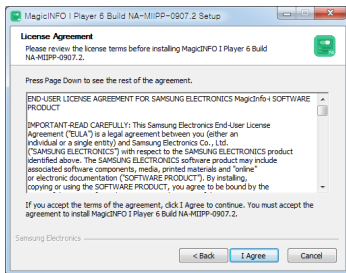 MagicINFO I Player 6 Build NA-MIIPP-0907.2 Setup
License Agreement
Please review the license terms before installing MagicINFO I Player 6 Build
NA-MIIPP-0907.2.
Press Page Down to see the rest of the agreement.
END-USER LICENSE AGREEMENT FOR SAMSUNG ELECTRONICS MagicInfo-i SOFTWARE
PRODUCT
IMPORTANT-READ CAREFULLY: This Samsung Electronics End-User License
Agreement ("EULA") is a legal agreement between you (either an
individual or a single entity) and Samsung Electronics Co., Ltd.
("SAMSUNG ELECTRONICS") with respect to the SAMSUNG ELECTRONICS product
identified above. The SAMSUNG ELECTRONICS software product may include
associated software components, media, printed materials and "online"
or electronic documentation ("SOFTWARE PRODUCT"). By installing,
copying or using the SOFTWARE PRODUCT, you agree to be bound by the
If you accept the terms of the agreement, click I Agree to continue. You must accept the
agreement to install MagicINFO I Player 6 Build NA-MIIPP-0907.2.
Samsung Electronics
< Back
I Agree
Cancel